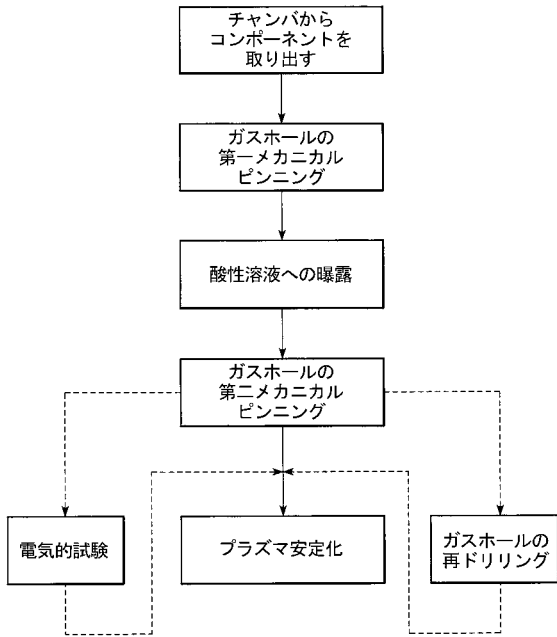 チャンバから
コンポーネントを
取り出す
ガスホールの
第一メカニカル
ピンニング
酸性溶液への曝露
ガスホールの
第二メカニカル
ピンニング
電気的試験
プラズマ安定化
ガスホールの
再ドリリング